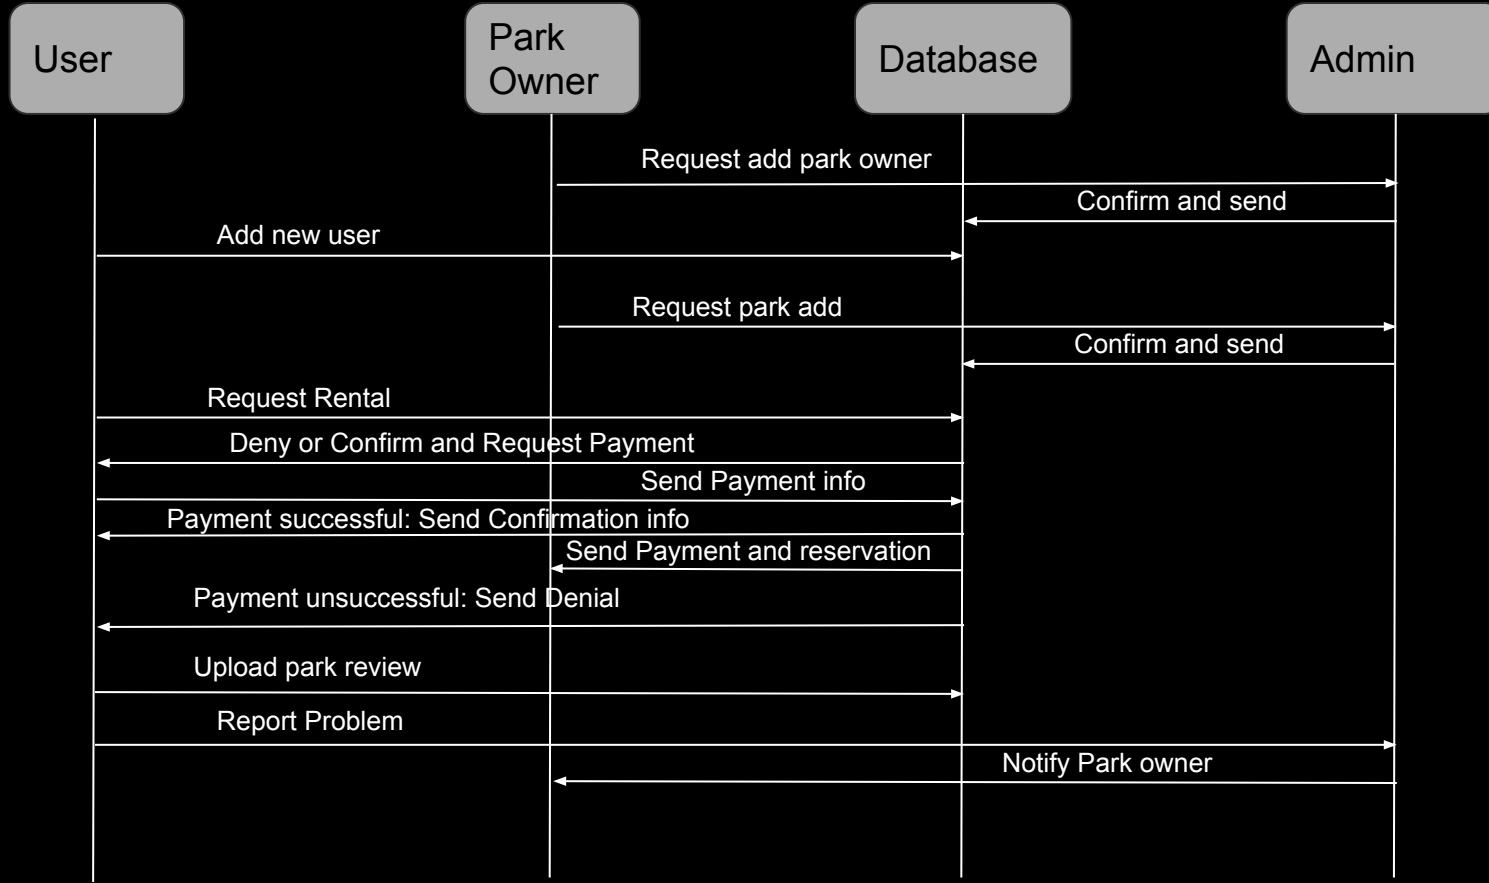 User
Park
Owner
Database
Admin
Request add park owner
Confirm and send
Add new user
Request park add
Confirm and send
Request Rental
Deny or Confirm and Request Payment
Send Payment info
Payment successful: Send Confirmation info
Send Payment and reservation
Payment unsuccessful: Send Denial
Upload park review
Report Problem
Notify Park owner